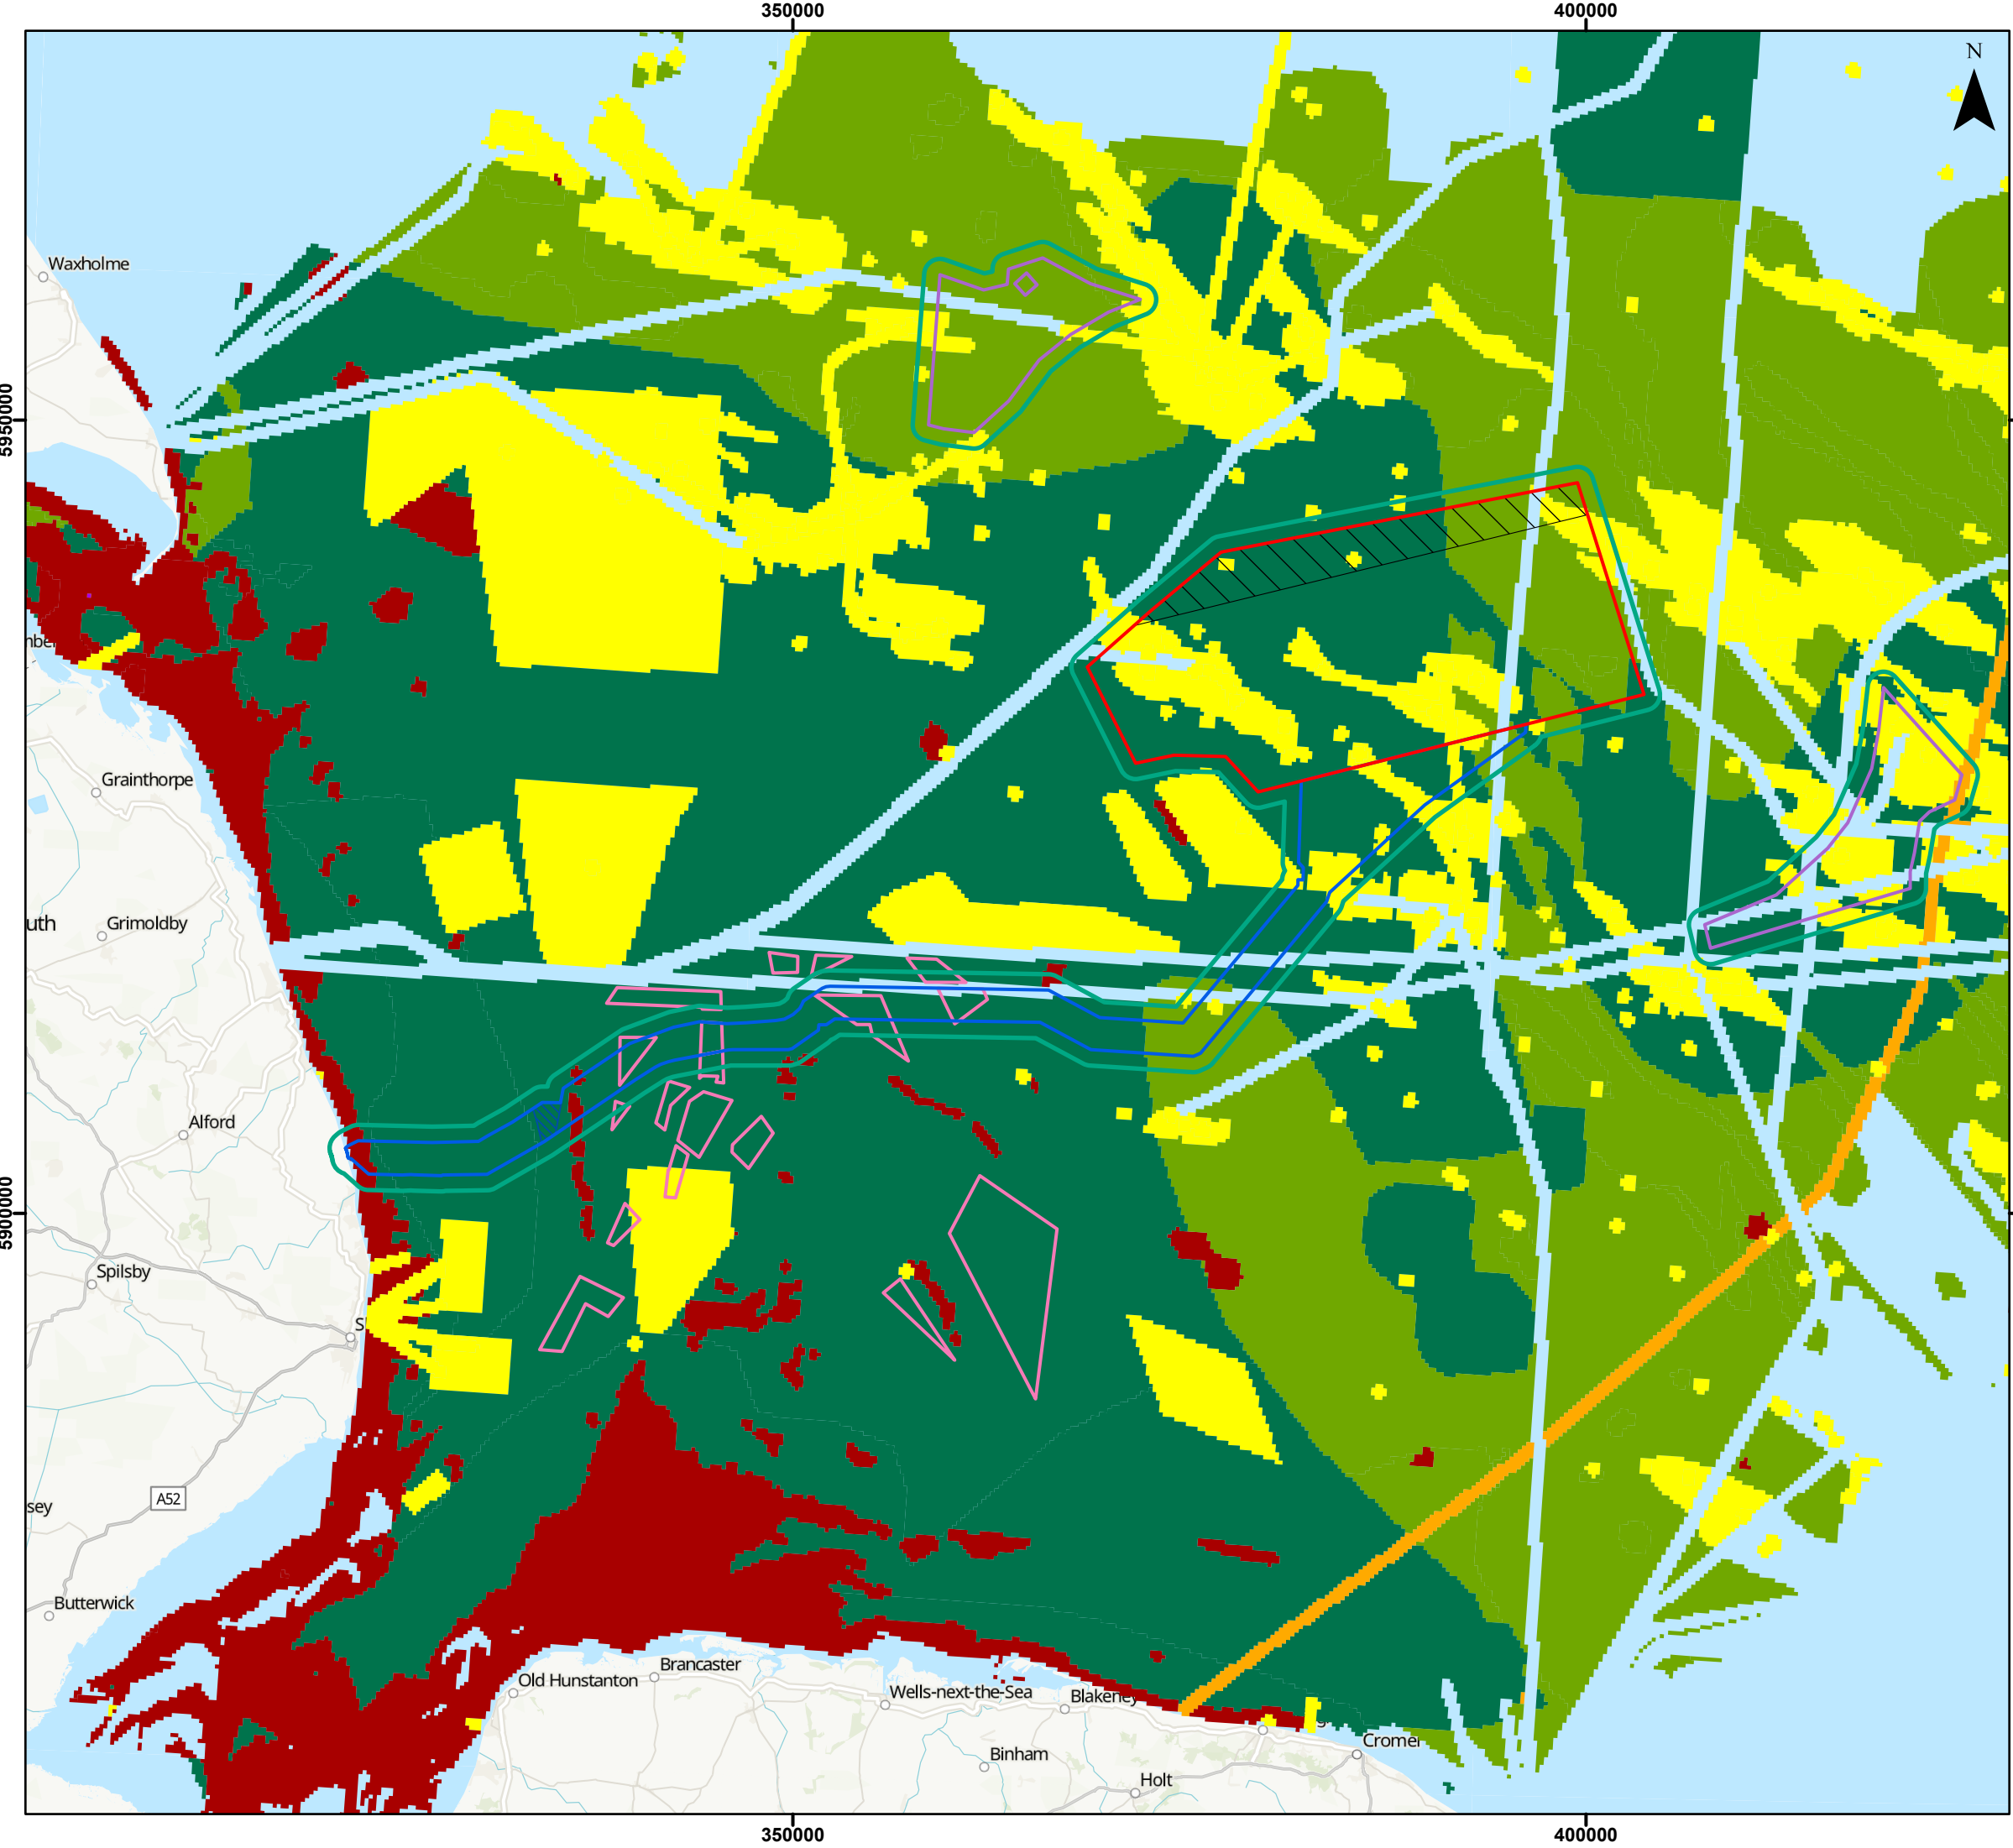 350000
400000
N
Waxholme
5950000
Grainthorpe
Grimoldby
uth
Alford
5900000
Spilsby
A52
sey
Butterwick
Old Hunstanton
Brancaster
Wells-next-the-Sea
Blakeney
Cromer
Binham
Holt
350000
400000